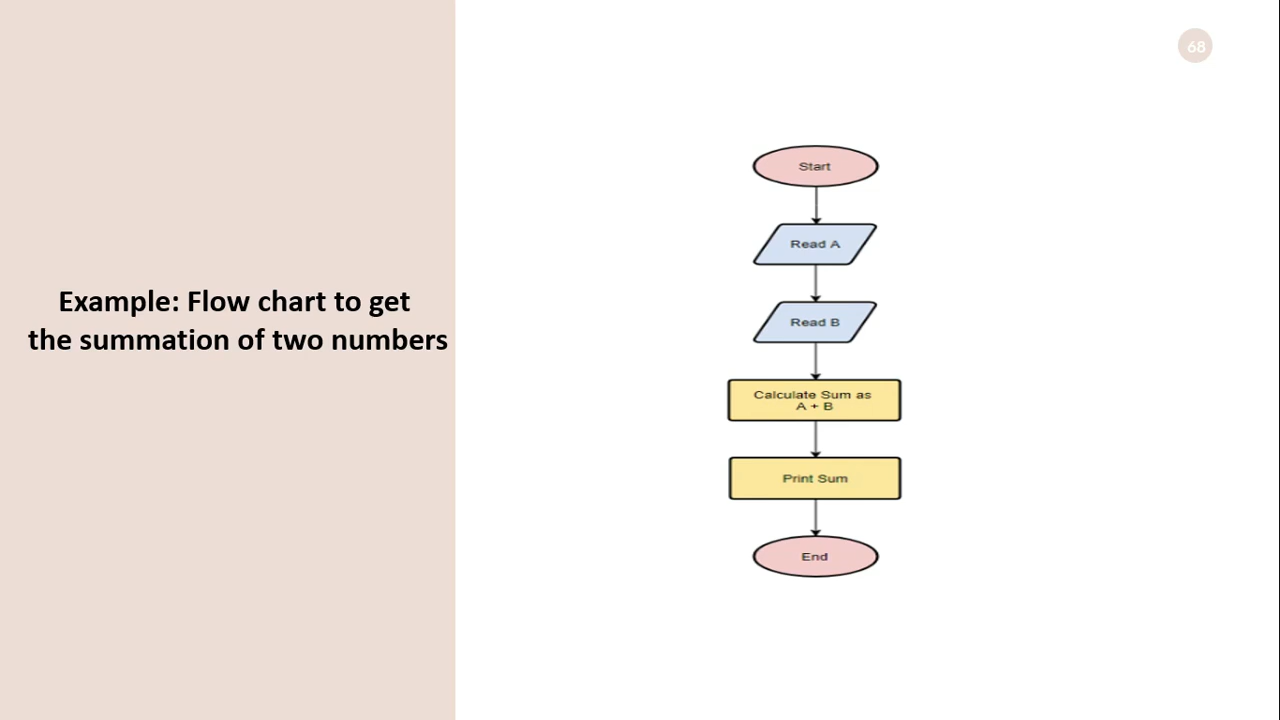 68
Example: Flow chart to get
the summation of two numbers
Start
Read A
Read B
Calculate Sum as
A + B
Print Sum
End